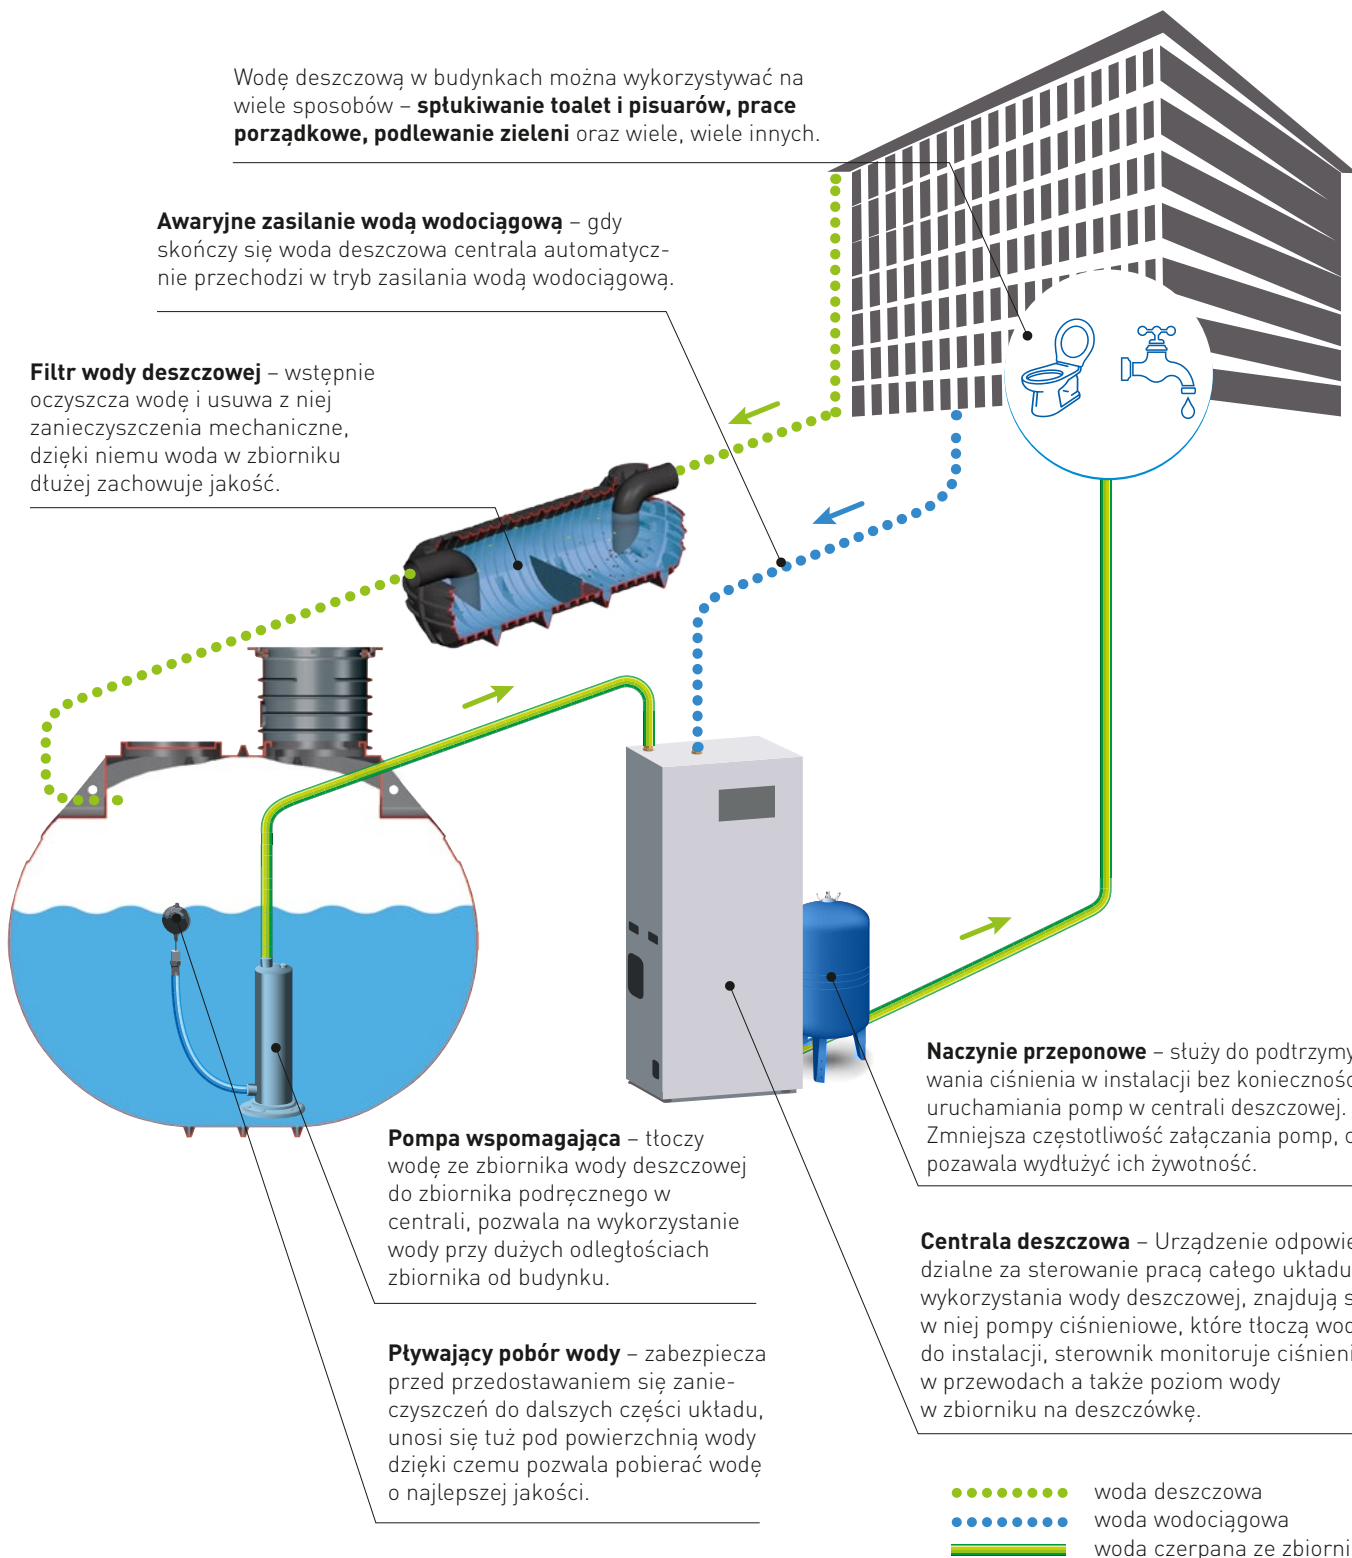 Wodę deszczową w budynkach można wykorzystywać na
wiele sposobów – spłukiwanie toalet i pisuarów, prace
porządkowe, podlewanie zieleni oraz wiele, wiele innych.
Awaryjne zasilanie wodą wodociągową – gdy
skończy się woda deszczowa centrala automatycz-
nie przechodzi w tryb zasilania wodą wodociągową.
Filtr wody deszczowej – wstępnie
oczyszcza wodę i usuwa z niej
zanieczyszczenia mechaniczne,
dzięki niemu woda w zbiorniku
dłużej zachowuje jakość.
Naczynie przeponowe – służy do podtrzymy
wania ciśnienia w instalacji bez koniecznoś
uruchamiania pomp w centrali deszczowej.
Zmniejsza częstotliwość załączania pomp,
pozawala wydłużyć ich żywotność.
Pompa wspomagająca – tłoczy
wodę ze zbiornika wody deszczowej
do zbiornika podręcznego w
centrali, pozwala na wykorzystanie
wody przy dużych odległościach
zbiornika od budynku.
Centrala deszczowa – Urządzenie odpowie
dzialne za sterowanie pracą całego układu
wykorzystania wody deszczowej, znajdują s
w niej pompy ciśnieniowe, które tłoczą wod
do instalacji, sterownik monitoruje ciśnieni
w przewodach a także poziom wody
w zbiorniku na deszczówkę.
Pływający pobór wody – zabezpiecza
przed przedostawaniem się zanie-
czyszczeń do dalszych części układu,
unosi się tuż pod powierzchnią wody
dzięki czemu pozwala pobierać wodę
o najlepszej jakości.
woda deszczowa
woda wodociągowa
woda czerpana ze zbiorni